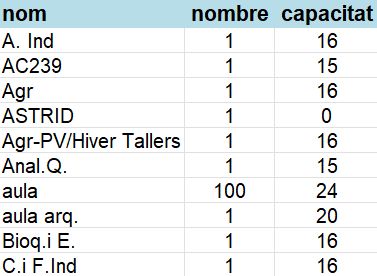 nom nombre capacitat
A. Ind 1 16
AC239 1 15
Agr 1 16
ASTRID 1 0
Agr-PV/Hiver Tallers 1 16
Anal.Q. 1 15
aula 100 24
aula arq. 1 20
Bioq.i E. 1 16
C.i F.Ind 1 16